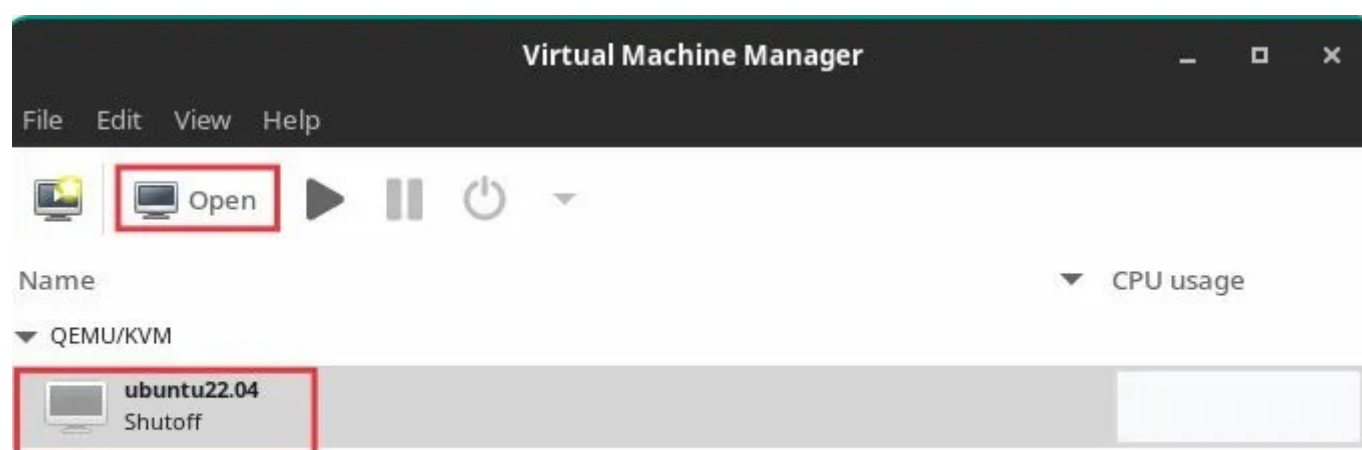 Virtual Machine Manager
File Edit View Help
Open
Name CPU usage
QEMU/KVM
ubuntu22.04
Shutoff